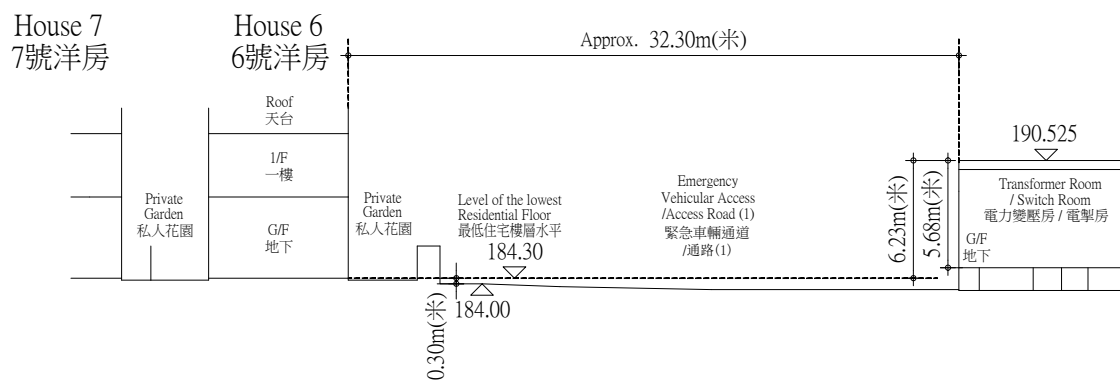 House 7
7號洋房
House 6
6號洋房
Approx. 32.30m(米)
Roof
天台
1/F
一樓
G/F
地下
Private
Garden
私人花園
Private
Garden
私人花園
Level of the lowest
Residential Floor
最低住宅樓層水平
184.30
184.00
0.30m(米)
Emergency
Vehicular Access
/Access Road (1)
緊急車輛通道
/通路(1)
6.23m(米)
5.68m(米)
190.525
Transformer Room
/ Switch Room
電力變壓房 / 電掣房
G/F
地下